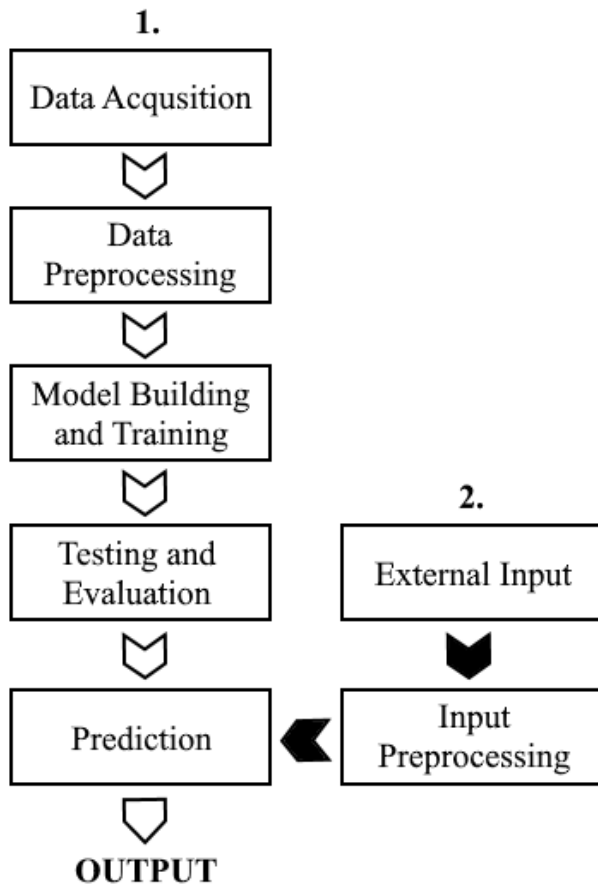 1.
Data Acqusition
Data
Preprocessing
Model Building
and Training
Testing and
Evaluation
Prediction
OUTPUT
2.
External Input
Input
Preprocessing